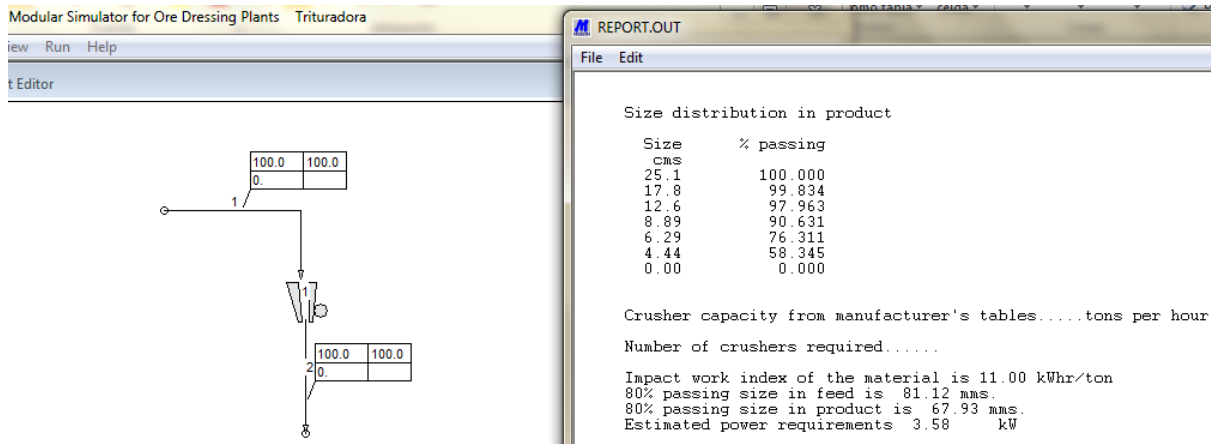 Modular Simulator for Ore Dressing Plants Trituradora
iew Run Help
t Editor
100.0 100.0
0.
1
1
100.0 100.0
2 0.
REPORT.OUT
File Edit
Size distribution in product
Size % passing
cms
25.1 100.000
17.8 99.834
12.6 97.963
8.89 90.631
6.29 76.311
4.44 58.345
0.00 0.000
Crusher capacity from manufacturer's tables.....tons per hour
Number of crushers required......
Impact work index of the material is 11.00 kWhr/ton
80% passing size in feed is 81.12 mms.
80% passing size in product is 67.93 mms.
Estimated power requirements 3.58 kW